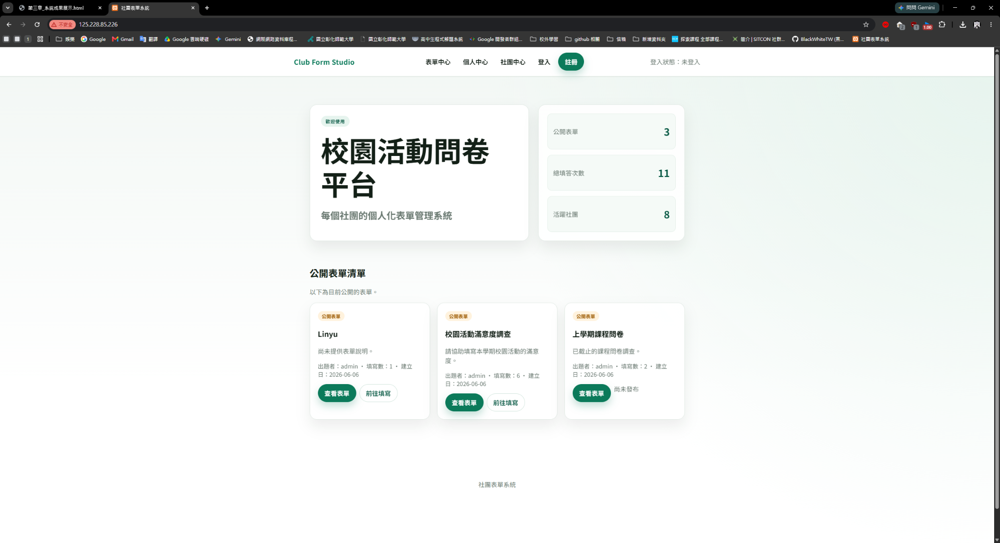 第三章_系統成果展示.html
社團表單系統
問問 Gemini
不安全
125.228.85.226
2
1
1.00
1
娛樂
Google
Gmail
翻譯
Google 雲端硬碟
Gemini
網際網路資料庫程...
國立彰化師範大學
國立彰化師範大學
高中生程式解題系統
Google 開發者群組...
校外學習
github 相關
信箱
新增資料夾
探索課程 全部課程...
簡介 | SITCON 社群...
BlackWhiteTW (黑...
社團表單系統
Club Form Studio
表單中心
個人中心
社團中心
登入
註冊
登入狀態：未登入
歡迎使用
校園活動問卷
平台
每個社團的個人化表單管理系統
公開表單
3
總填答次數
11
活躍社團
8
公開表單清單
以下為目前公開的表單。
公開表單
Linyu
尚未提供表單說明。
出題者：admin · 填寫數：1 · 建立
日：2026-06-06
查看表單
前往填寫
公開表單
校園活動滿意度調查
請協助填寫本學期校園活動的滿意
度。
出題者：admin · 填寫數：6 · 建立
日：2026-06-06
查看表單
前往填寫
公開表單
上學期課程問卷
已截止的課程問卷調查。
出題者：admin · 填寫數：2 · 建立
日：2026-06-06
查看表單
尚未發布
社團表單系統